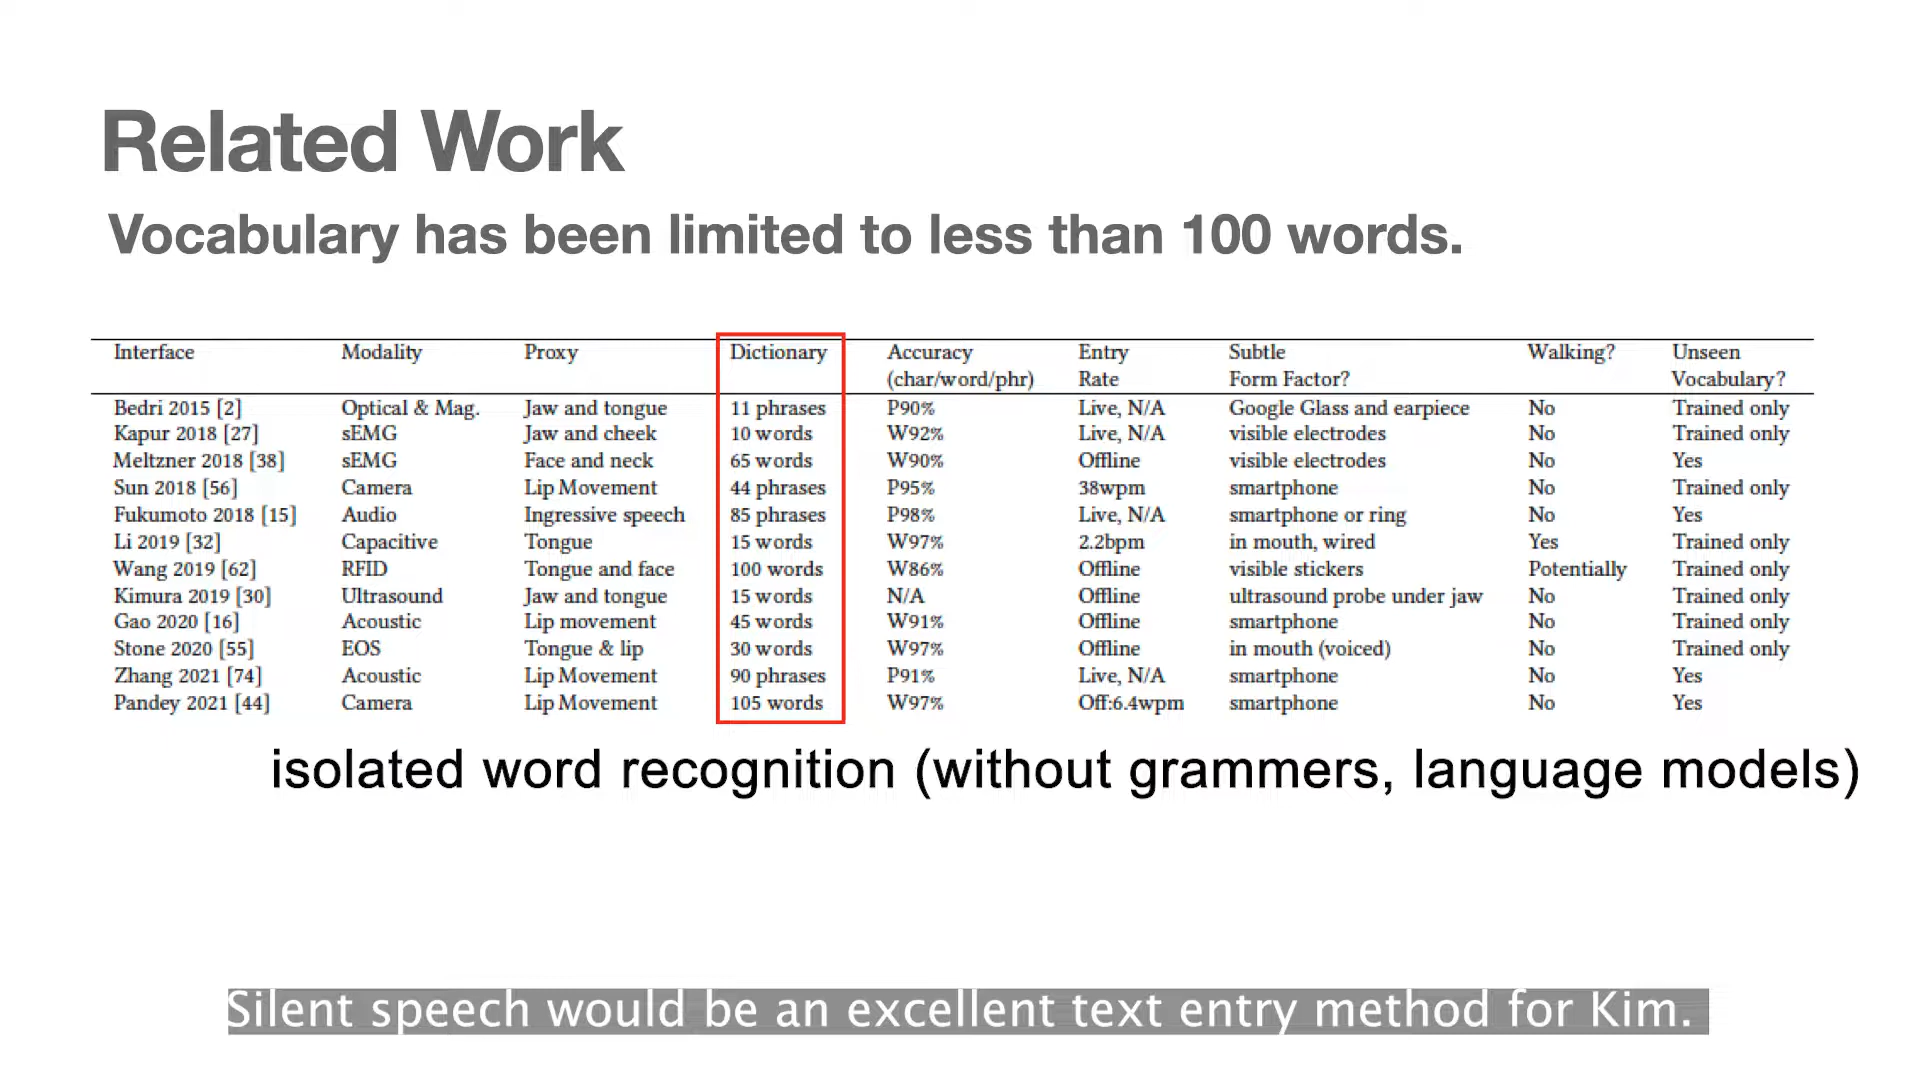 Related Work
Vocabulary has been limited to less than 100 words.
Interface Modality Proxy Dictionary Accuracy Entry Subtle Walking? Unseen
(char/word/phr) Rate Form Factor? Vocabulary?
Bedri 2015 [2] Optical & Mag. Jaw and tongue 11 phrases P90% Live, N/A Google Glass and earpiece No Trained only
Kapur 2018 [27] sEMG Jaw and cheek 10 words W92% Live, N/A visible electrodes No Trained only
Meltzner 2018 [38] sEMG Face and neck 65 words W90% Offline visible electrodes No Yes
Sun 2018 [56] Camera Lip Movement 44 phrases P95% 38wpm smartphone No Trained only
Fukumoto 2018 [15] Audio Ingressive speech 85 phrases P98% Live, N/A smartphone or ring No Yes
Li 2019 [32] Capacitive Tongue 15 words W97% 2.2bpm in mouth, wired Yes Trained only
Wang 2019 [62] RFID Tongue and face 100 words W86% Offline visible stickers Potentially Trained only
Kimura 2019 [30] Ultrasound Jaw and tongue 15 words N/A Offline ultrasound probe under jaw No Trained only
Gao 2020 [16] Acoustic Lip movement 45 words W91% Offline smartphone No Trained only
Stone 2020 [55] EOS Tongue & lip 30 words W97% Offline in mouth (voiced) No Trained only
Zhang 2021 [74] Acoustic Lip Movement 90 phrases P91% Live, N/A smartphone No Yes
Pandey 2021 [44] Camera Lip Movement 105 words W97% Off:6.4wpm smartphone No Yes
isolated word recognition (without grammers, language models)
Silent speech would be an excellent text entry method for Kim.